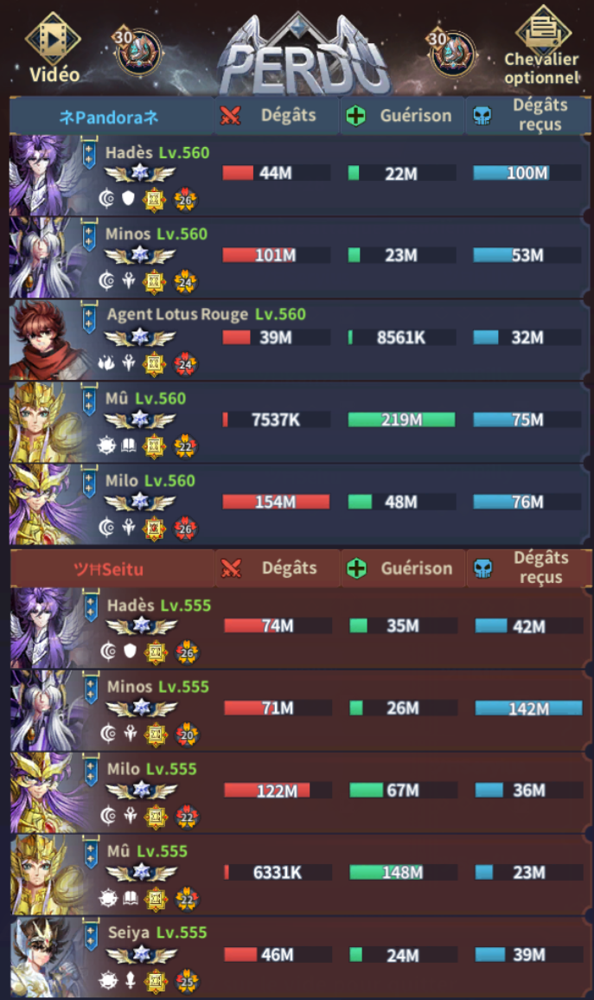 Vidéo
30
PERDU
30
Chevalier
optionnel
ネPandoraネ
Dégâts
Guérison
Dégâts
reçus
Hadès Lv.560
44M
22M
100M
26
Minos Lv.560
101M
23M
53M
24
Agent Lotus Rouge Lv.560
39M
8561K
32M
24
Mû Lv.560
7537K
219M
75M
22
Milo Lv.560
154M
48M
76M
26
ツĦSeitu
Dégâts
Guérison
Dégâts
reçus
Hadès Lv.555
74M
35M
42M
26
Minos Lv.555
71M
26M
142M
20
Milo Lv.555
122M
67M
36M
22
Mû Lv.555
6331K
148M
23M
22
Seiya Lv.555
46M
24M
39M
25